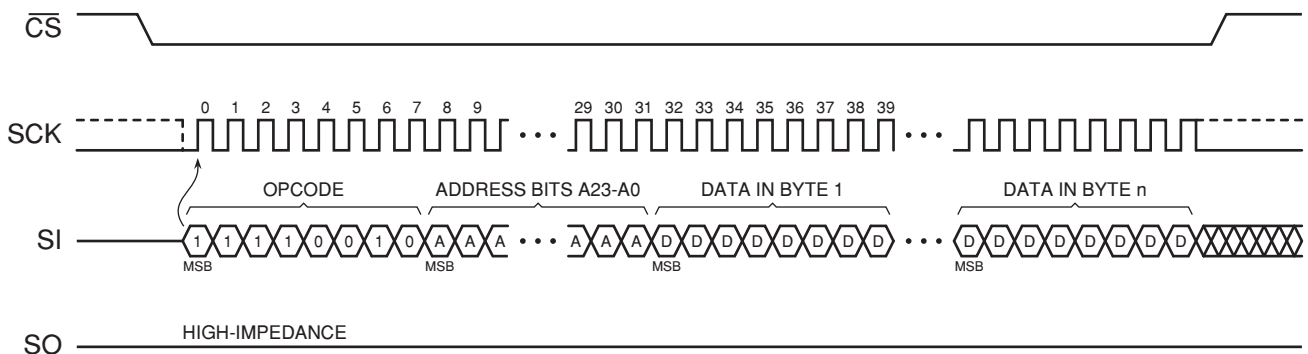 CS
0 1 2 3 4 5 6 7 8 9 29 30 31 32 33 34 35 36 37 38 39
SCK
OPCODE ADDRESS BITS A23-A0 DATA IN BYTE 1 DATA IN BYTE n
SI 1 1 1 1 0 0 1 0 A A A A A A D D D D D D D D D D D D D D D D
MSB MSB MSB MSB
HIGH-IMPEDANCE
SO